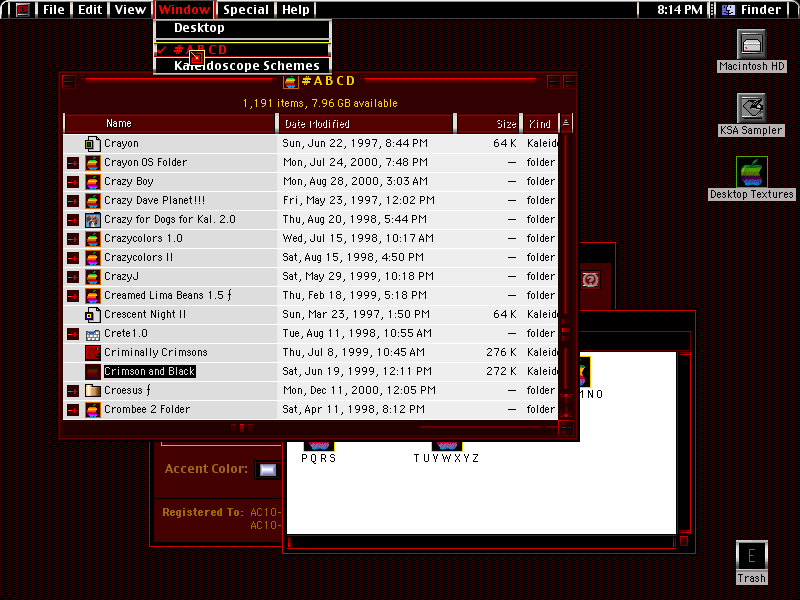 File Edit View Window Special Help 8:14 PM Finder
Desktop
#ABCD
Kaleidoscope Schemes
#ABCD
1,191 items, 7.96 GB available
Name Date Modified Size Kind
Crayon Sun, Jun 22, 1997, 8:44 PM 64 K Kaleid
Crayon OS Folder Mon, Jul 24, 2000, 7:48 PM — folder
Crazy Boy Mon, Aug 28, 2000, 3:03 AM — folder
Crazy Dave Planet!!! Fri, May 23, 1997, 12:02 PM — folder
Crazy for Dogs for Kal. 2.0 Thu, Aug 20, 1998, 5:44 PM — folder
Crazycolors 1.0 Wed, Jul 15, 1998, 10:17 AM — folder
Crazycolors II Sat, Aug 15, 1998, 4:50 PM — folder
CrazyJ Sat, May 29, 1999, 10:18 PM — folder
Creamed Lima Beans 1.5 ƒ Thu, Feb 18, 1999, 5:18 PM — folder
Crescent Night II Sun, Mar 23, 1997, 1:50 PM 64 K Kaleid
Crete1.0 Tue, Aug 11, 1998, 10:55 AM — folder
Criminally Crimsons Thu, Jul 8, 1999, 10:45 AM 276 K Kaleid
Crimson and Black Sat, Jun 19, 1999, 12:11 PM 272 K Kaleid
Croesus ƒ Mon, Dec 11, 2000, 12:05 PM — folder
Crombee 2 Folder Sat, Apr 11, 1998, 8:12 PM — folder
Macintosh HD
KSA Sampler
Desktop Textures
NO
PQRS TUVWXYZ
Accent Color:
Registered To: AC10-
AC10-
E
Trash